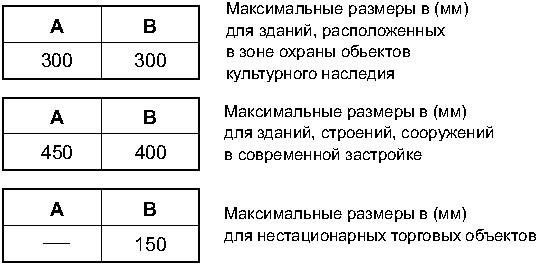 A B
300 300
Максимальные размеры в (мм)
для зданий, расположенных
в зоне охраны обьектов
культурного наследия
A B
450 400
Максимальные размеры в (мм)
для зданий, строений, сооружений
в современной застройке
A B
— 150
Максимальные размеры в (мм)
для нестационарных торговых объектов